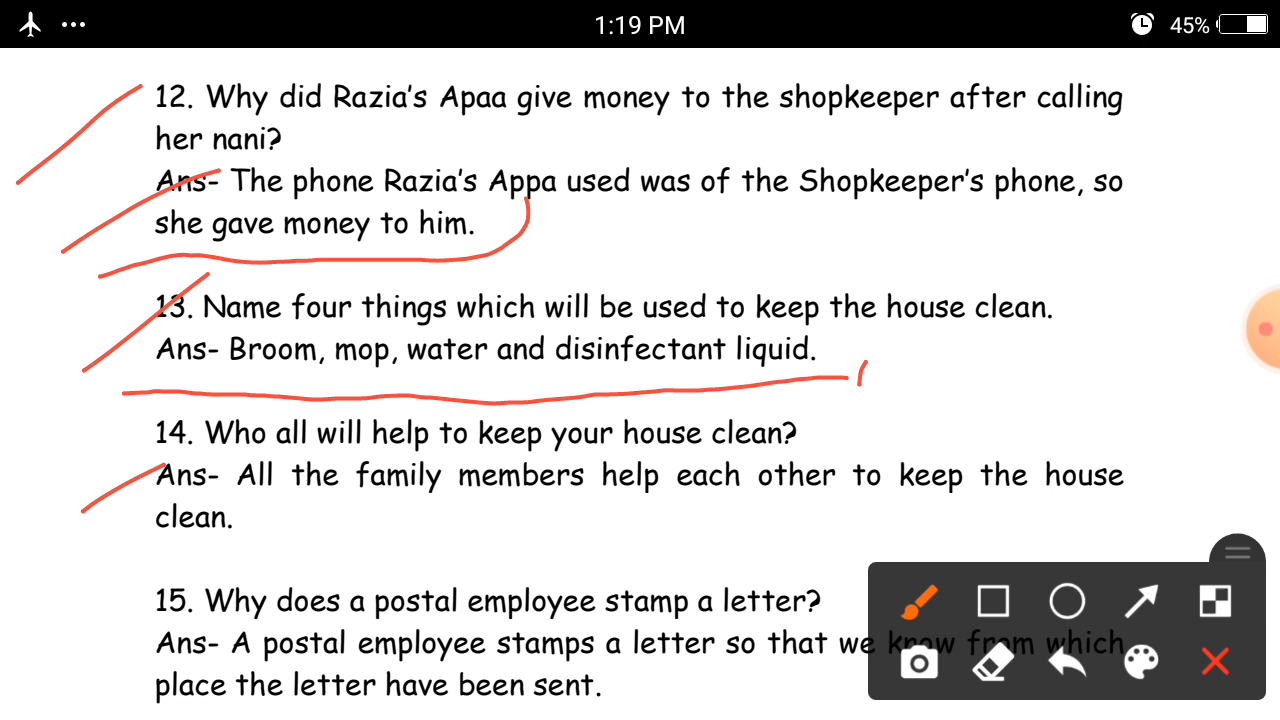 1:19 PM
45%
12. Why did Razia's Apaa give money to the shopkeeper after calling
her nani?
Ans- The phone Razia's Appa used was of the Shopkeeper's phone, so
she gave money to him.
13. Name four things which will be used to keep the house clean.
Ans- Broom, mop, water and disinfectant liquid.
14. Who all will help to keep your house clean?
Ans- All the family members help each other to keep the house
clean.
15. Why does a postal employee stamp a letter?
Ans- A postal employee stamps a letter so that we know from which
place the letter have been sent.